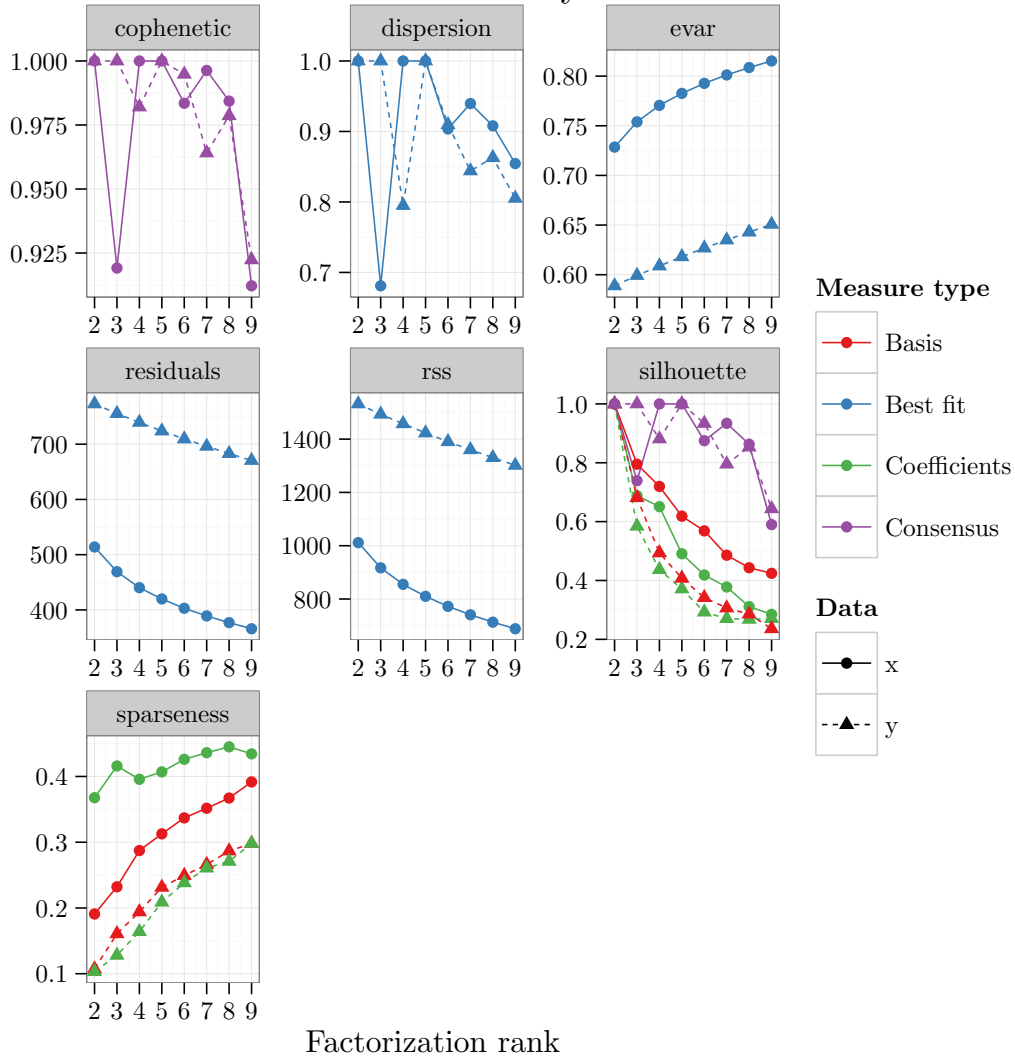 cophenetic dispersion evar
1.000
0.975
0.950
0.925
2 3 4 5 6 7 8 9
1.0
0.9
0.8
0.7
2 3 4 5 6 7 8 9
0.80
0.75
0.70
0.65
0.60
2 3 4 5 6 7 8 9
residuals rss silhouette
700
600
500
400
2 3 4 5 6 7 8 9
1400
1200
1000
800
2 3 4 5 6 7 8 9
1.0
0.8
0.6
0.4
0.2
2 3 4 5 6 7 8 9
sparseness
0.4
0.3
0.2
0.1
2 3 4 5 6 7 8 9
Factorization rank
Measure type
Basis
Best fit
Coefficients
Consensus
Data
x
y